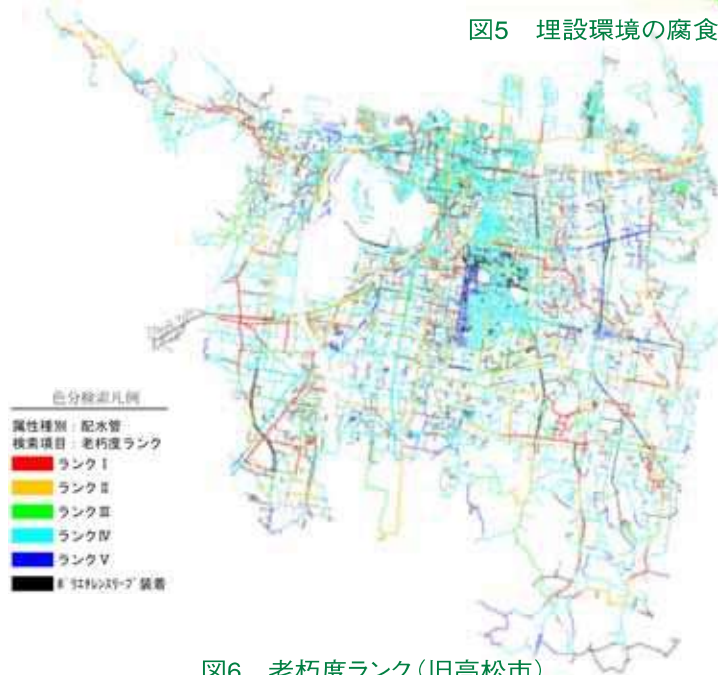 図5　埋設環境の腐食
色分検索凡例
属性種別：配水管
検索項目：老朽度ランク
ランクⅠ
ランクⅡ
ランクⅢ
ランクⅣ
ランクⅤ
ﾎﾟﾘｴﾁﾚﾝｽﾘｰﾌﾞ装着
図6　老朽度ランク（旧高松市）